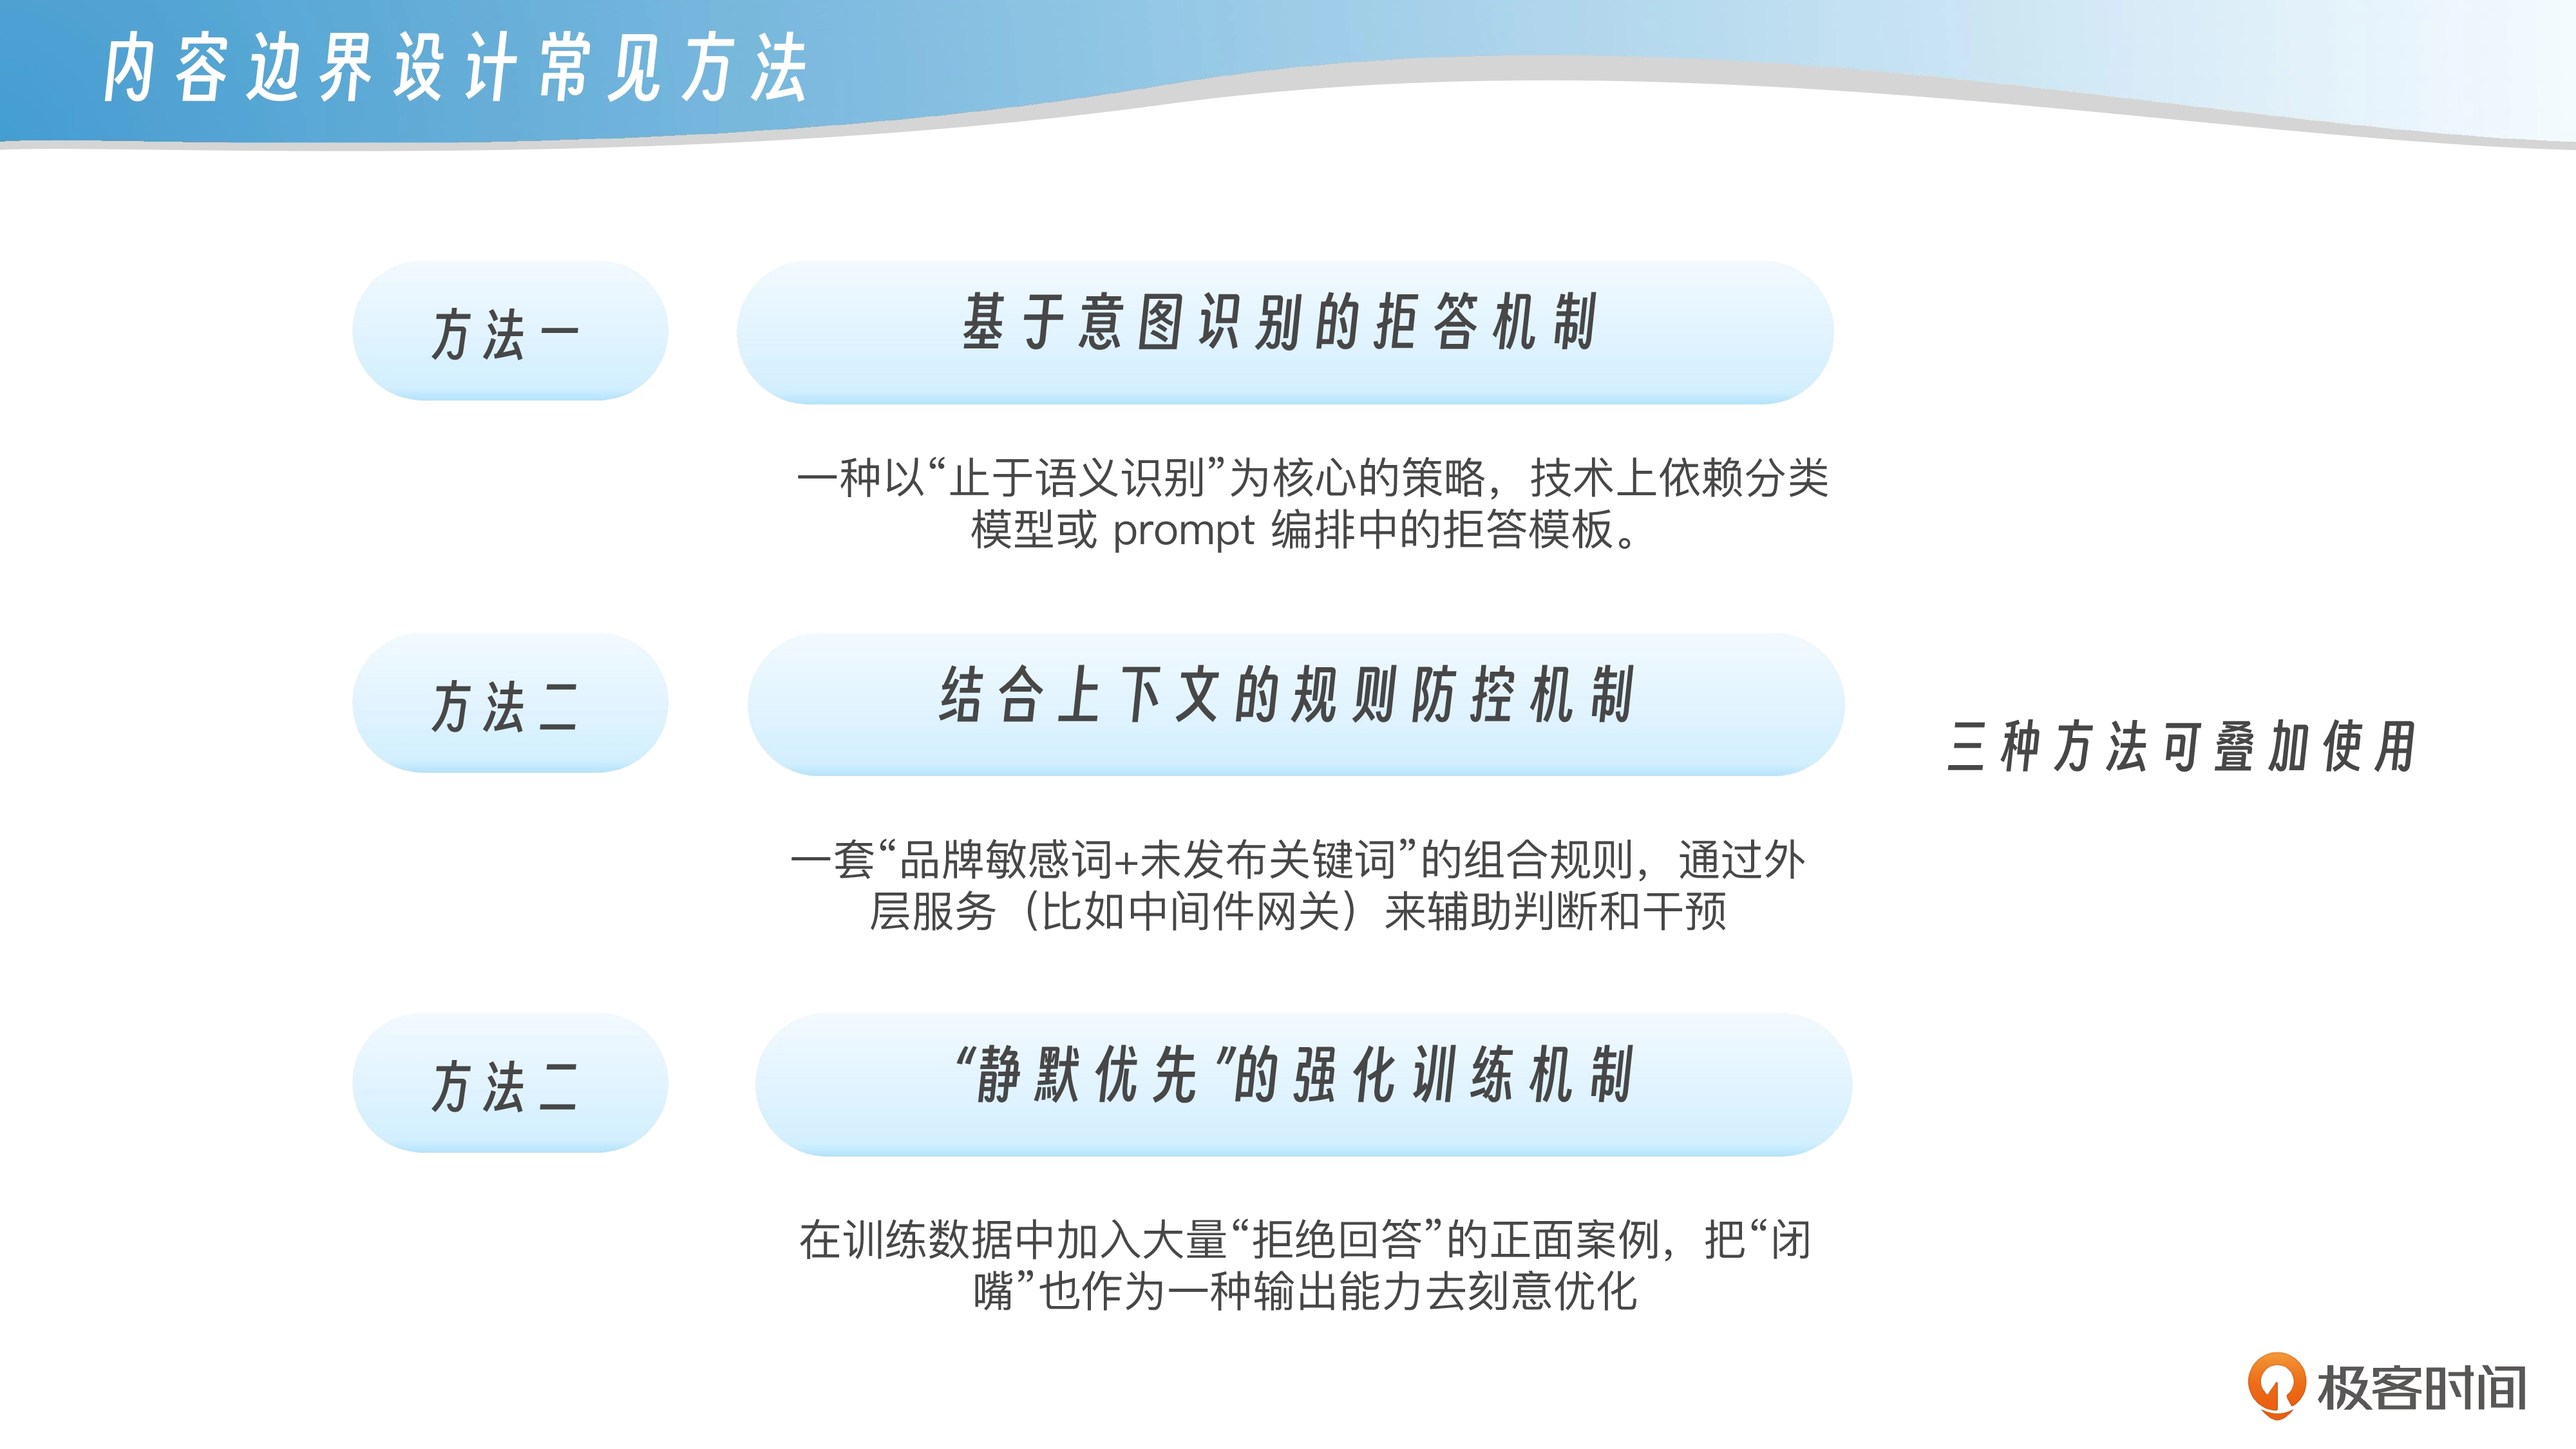 内容边界设计常见方法
方法一
基于意图识别的拒答机制
一种以“止于语义识别”为核心的策略，技术上依赖分类
模型或 prompt 编排中的拒答模板。
方法二
结合上下文的规则防控机制
一套“品牌敏感词+未发布关键词”的组合规则，通过外
层服务（比如中间件网关）来辅助判断和干预
方法二
“静默优先”的强化训练机制
在训练数据中加入大量“拒绝回答”的正面案例，把“闭
嘴”也作为一种输出能力去刻意优化
三种方法可叠加使用
极客时间